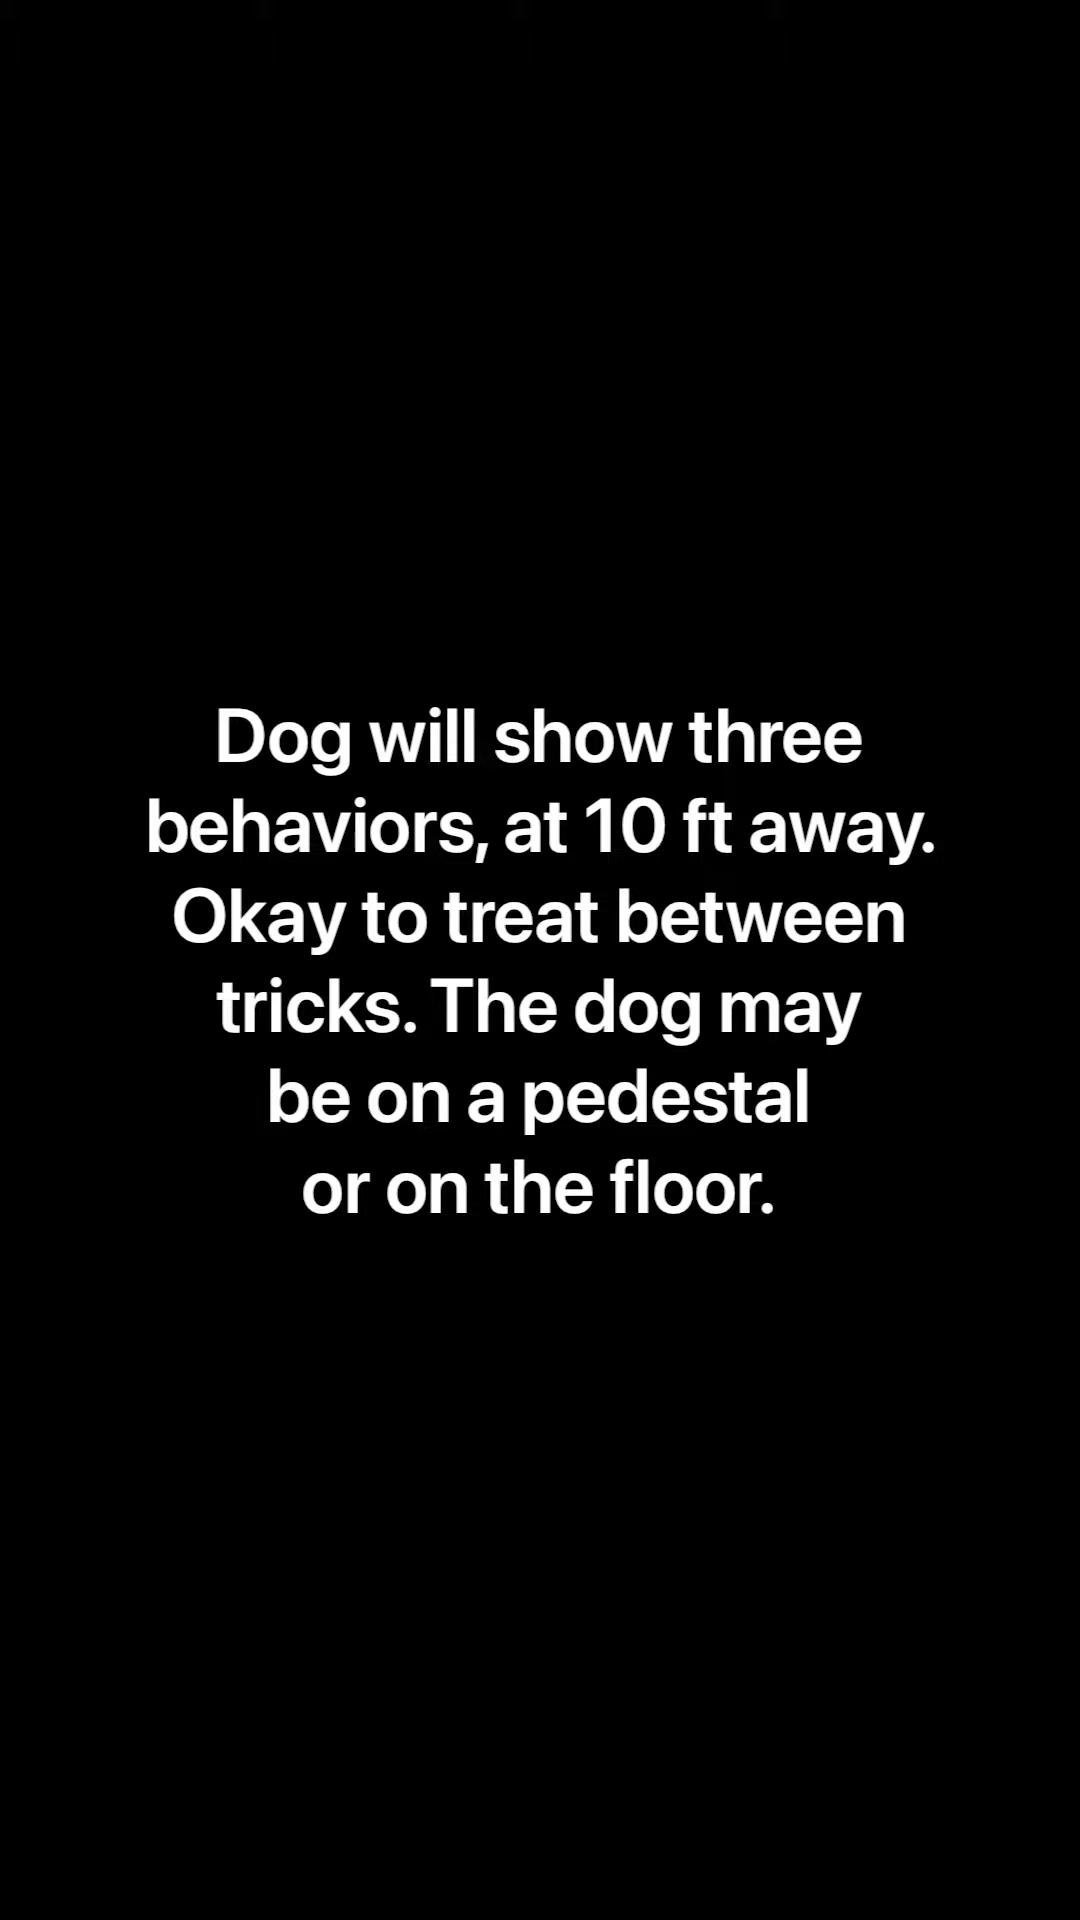 Dog will show three
behaviors, at 10 ft away.
Okay to treat between
tricks. The dog may
be on a pedestal
or on the floor.